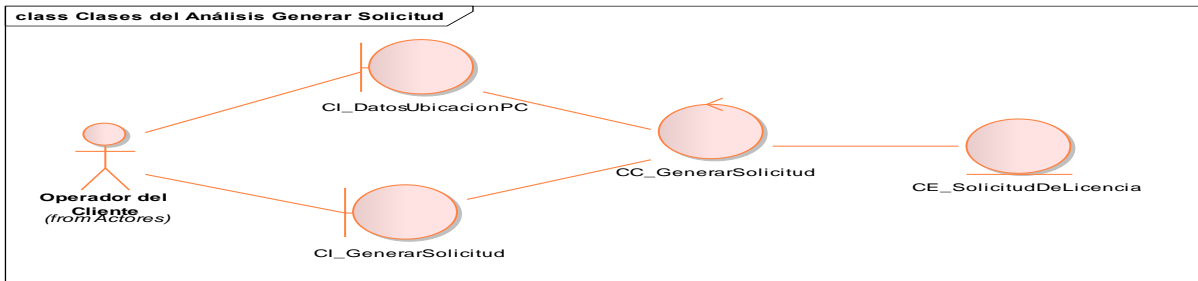 class Clases del Análisis Generar Solicitud
CI_DatosUbicacionPC
CC_GenerarSolicitud
CE_SolicitudDeLicencia
Operador del
Cliente
(from Actores)
CI_GenerarSolicitud